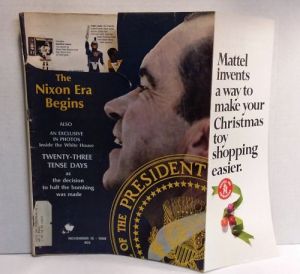 The
Nixon Era
Begins
ALSO
AN EXCLUSIVE
IN PHOTOS
Inside the White House
TWENTY-THREE
TENSE DAYS
as
the decision
to halt the bombing
was made
OF THE PRESIDENT
Mattel
invents
a way to
make your
Christmas
toy
shopping
easier.